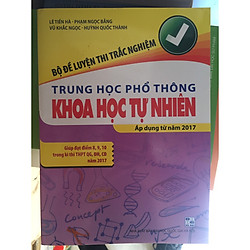 LÊ TIẾN HÀ - PHẠM NGỌC BẰNG
VŨ KHẮC NGỌC - HUỲNH QUỐC THÀNH
BỘ ĐỀ LUYỆN THI TRẮC NGHIỆM
TRUNG HỌC PHỔ THÔNG
KHOA HỌC TỰ NHIÊN
Áp dụng từ năm 2017
Giúp đạt điểm 8, 9, 10
trong kì thi THPT QG, ĐH, CĐ
năm 2017
Concept